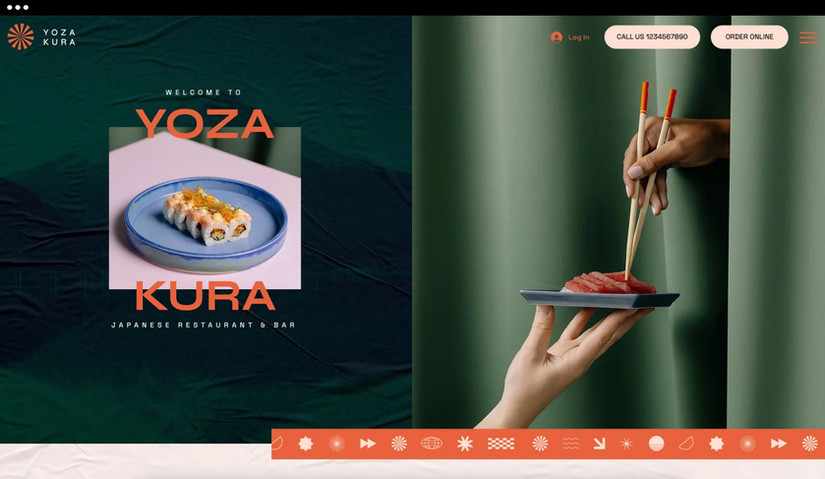 YOZA
KURA
Log In
CALL US 1234567890
ORDER ONLINE
WELCOME TO
YOZA
KURA
JAPANESE RESTAURANT & BAR